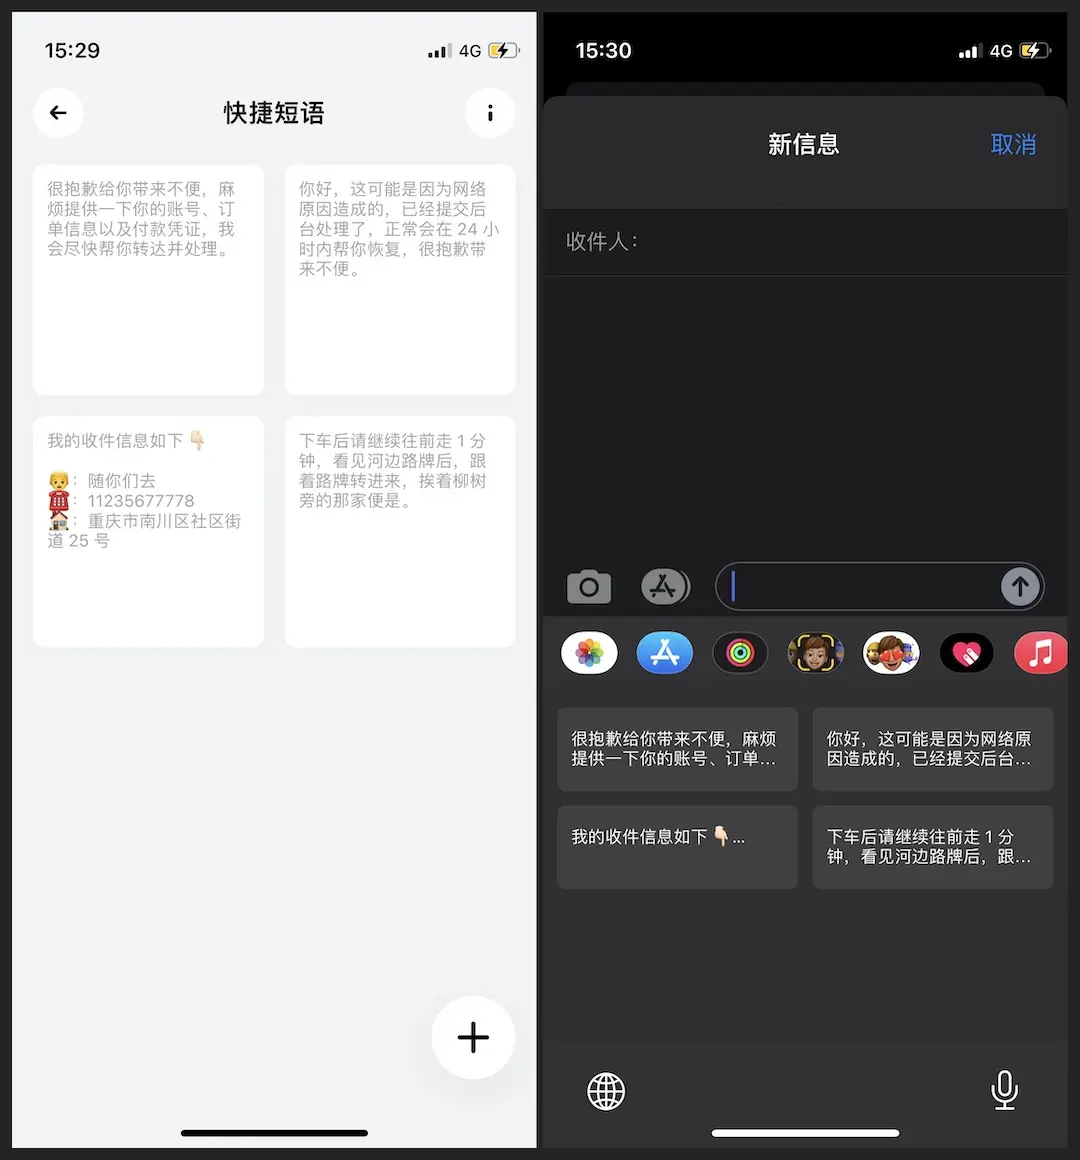 15:29
4G
快捷短语
很抱歉给你带来不便，麻
烦提供一下你的账号、订
单信息以及付款凭证，我
会尽快帮你转达并处理。
你好，这可能是因为网络
原因造成的，已经提交后
台处理了，正常会在 24 小
时内帮你恢复，很抱歉带
来不便。
我的收件信息如下 👇🏻
👨🏼‍🦳：随你们去
☎️：11235677778
🏠：重庆市南川区社区街
道 25 号
下车后请继续往前走 1 分
钟，看见河边路牌后，跟
着路牌转进来，挨着柳树
旁的那家便是。
15:30
4G
新信息
取消
收件人：
很抱歉给你带来不便，麻烦
提供一下你的账号、订单...
你好，这可能是因为网络原
因造成的，已经提交后台...
我的收件信息如下 👇🏻...
下车后请继续往前走 1 分
钟，看见河边路牌后，跟...